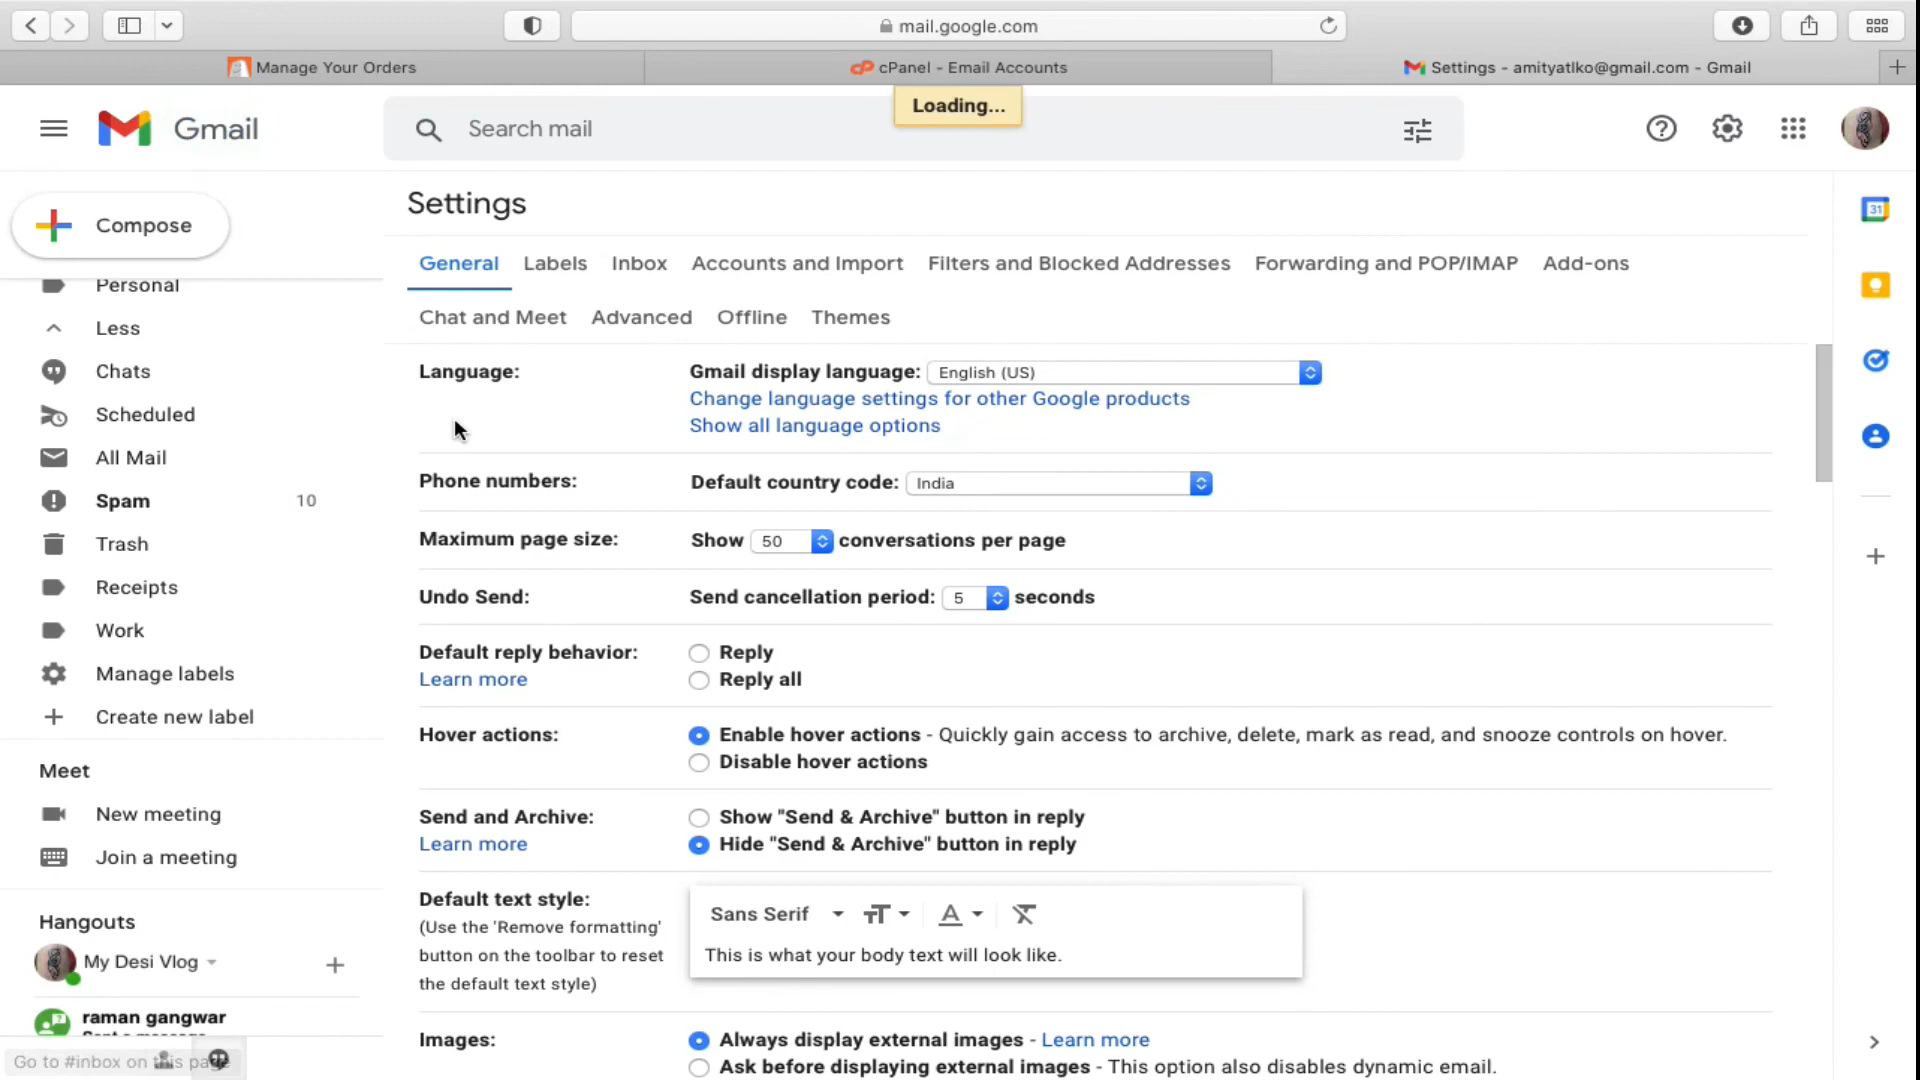 mail.google.com
Manage Your Orders
cPanel - Email Accounts
Settings - amityatlko@gmail.com - Gmail
Loading...
Gmail
Search mail
Compose
Personal
Less
Chats
Scheduled
All Mail
Spam 10
Trash
Receipts
Work
Manage labels
Create new label
Meet
New meeting
Join a meeting
Hangouts
My Desi Vlog
raman gangwar
Go to #inbox on this page
Settings
General Labels Inbox Accounts and Import Filters and Blocked Addresses Forwarding and POP/IMAP Add-ons
Chat and Meet Advanced Offline Themes
Language: Gmail display language: English (US)
Change language settings for other Google products
Show all language options
Phone numbers: Default country code: India
Maximum page size: Show 50 conversations per page
Undo Send: Send cancellation period: 5 seconds
Default reply behavior: Reply
Learn more Reply all
Hover actions: Enable hover actions - Quickly gain access to archive, delete, mark as read, and snooze controls on hover.
Disable hover actions
Send and Archive: Show "Send & Archive" button in reply
Learn more Hide "Send & Archive" button in reply
Default text style:
(Use the 'Remove formatting'
button on the toolbar to reset
the default text style)
Sans Serif
This is what your body text will look like.
Images: Always display external images - Learn more
Ask before displaying external images - This option also disables dynamic email.
31